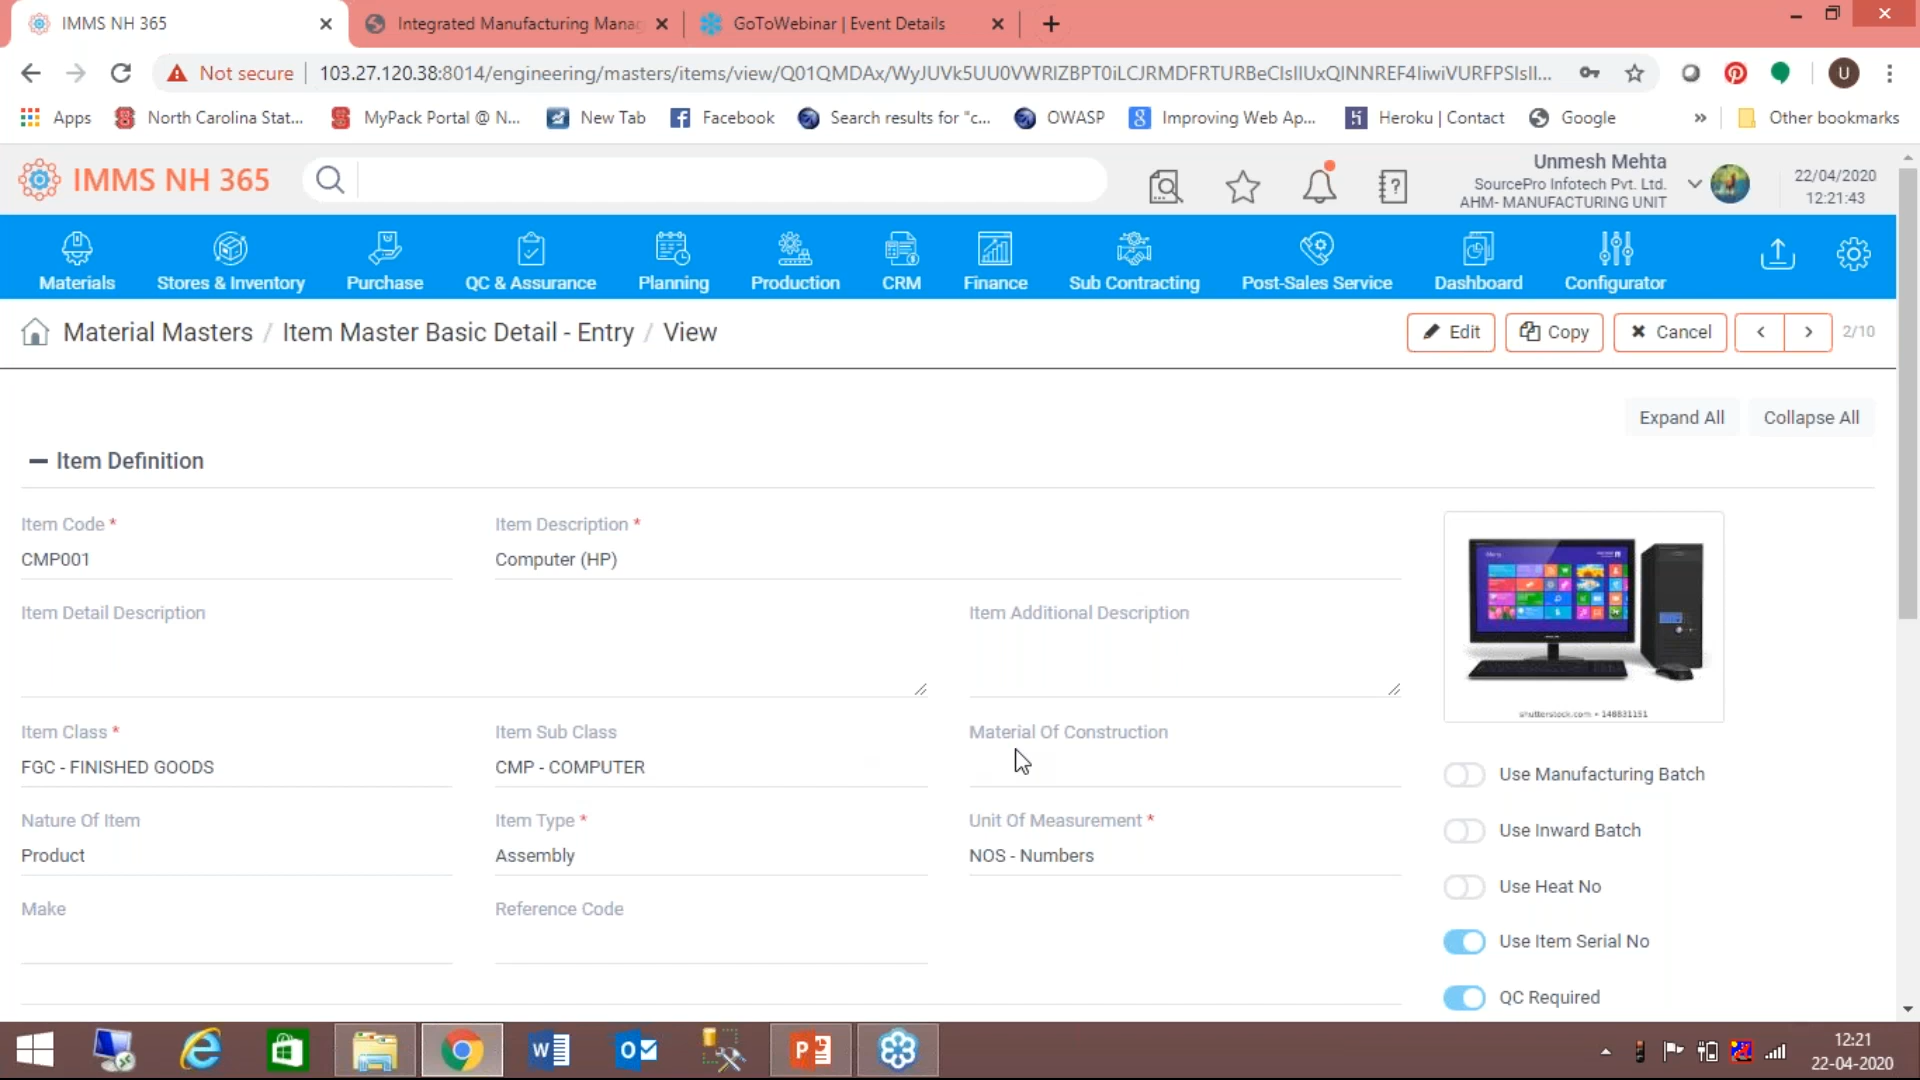 IMMS NH 365
Integrated Manufacturing Manag
GoToWebinar | Event Details
Not secure
103.27.120.38:8014/engineering/masters/items/view/Q01QMDAx/WyJUVk5UU0VWRlZBPT0iLCJRMDFRTURBeCIsIlUxQlNNREF4IiwiVURFPSIsIl...
Apps
North Carolina Stat...
MyPack Portal @ N...
New Tab
Facebook
Search results for "c...
OWASP
Improving Web Ap...
Heroku | Contact
Google
»
Other bookmarks
IMMS NH 365
Unmesh Mehta
SourcePro Infotech Pvt. Ltd.
AHM- MANUFACTURING UNIT
22/04/2020
12:21:43
Materials
Stores & Inventory
Purchase
QC & Assurance
Planning
Production
CRM
Finance
Sub Contracting
Post-Sales Service
Dashboard
Configurator
Material Masters / Item Master Basic Detail - Entry / View
Edit
Copy
Cancel
2/10
Expand All
Collapse All
Item Definition
Item Code *
CMP001
Item Description *
Computer (HP)
Item Detail Description
Item Additional Description
shutterstock.com • 148831151
Item Class *
FGC - FINISHED GOODS
Item Sub Class
CMP - COMPUTER
Material Of Construction
Nature Of Item
Product
Item Type *
Assembly
Unit Of Measurement *
NOS - Numbers
Make
Reference Code
Use Manufacturing Batch
Use Inward Batch
Use Heat No
Use Item Serial No
QC Required
12:21
22-04-2020